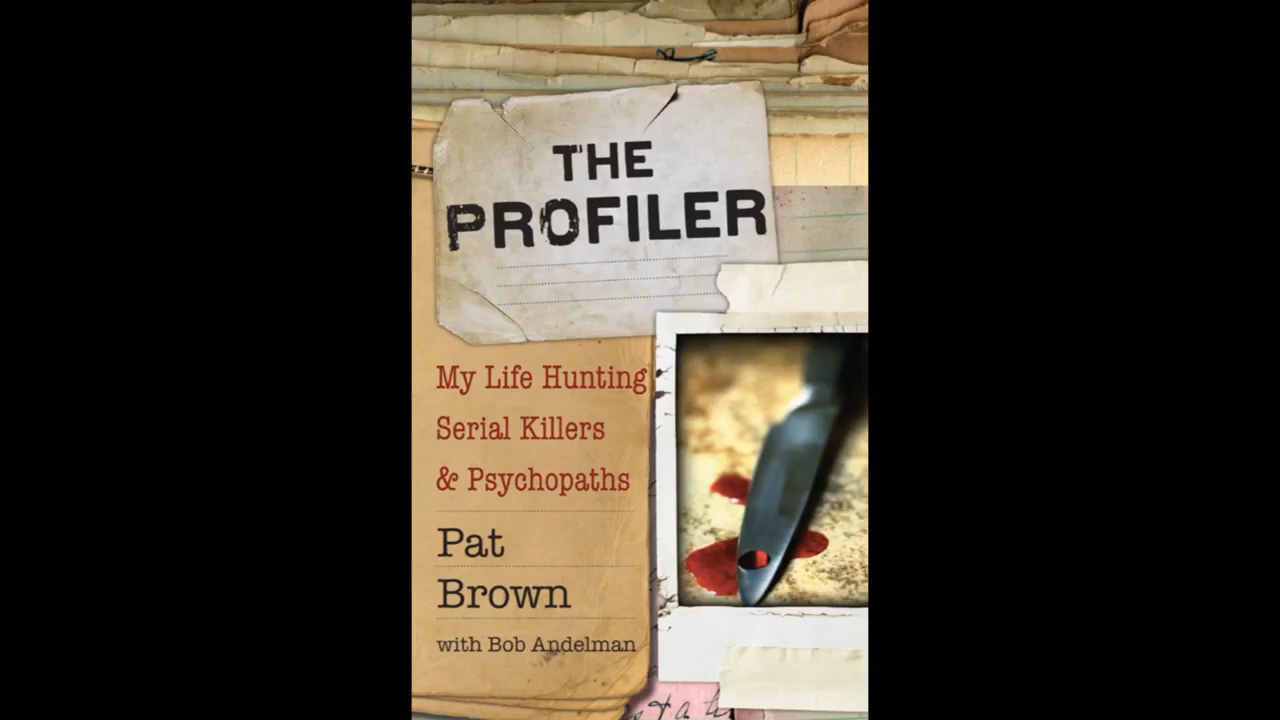 THE
PROFILER
My Life Hunting
Serial Killers
& Psychopaths
Pat
Brown
with Bob Andelman